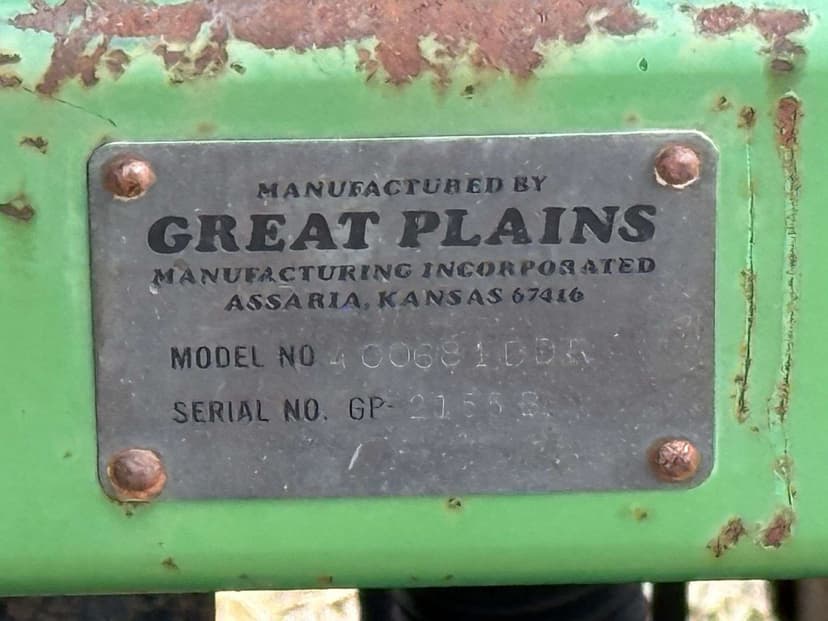 MANUFACTURED BY
GREAT PLAINS
MANUFACTURING INCORPORATED
ASSARIA, KANSAS 67416
MODEL NO
SERIAL NO. GP-